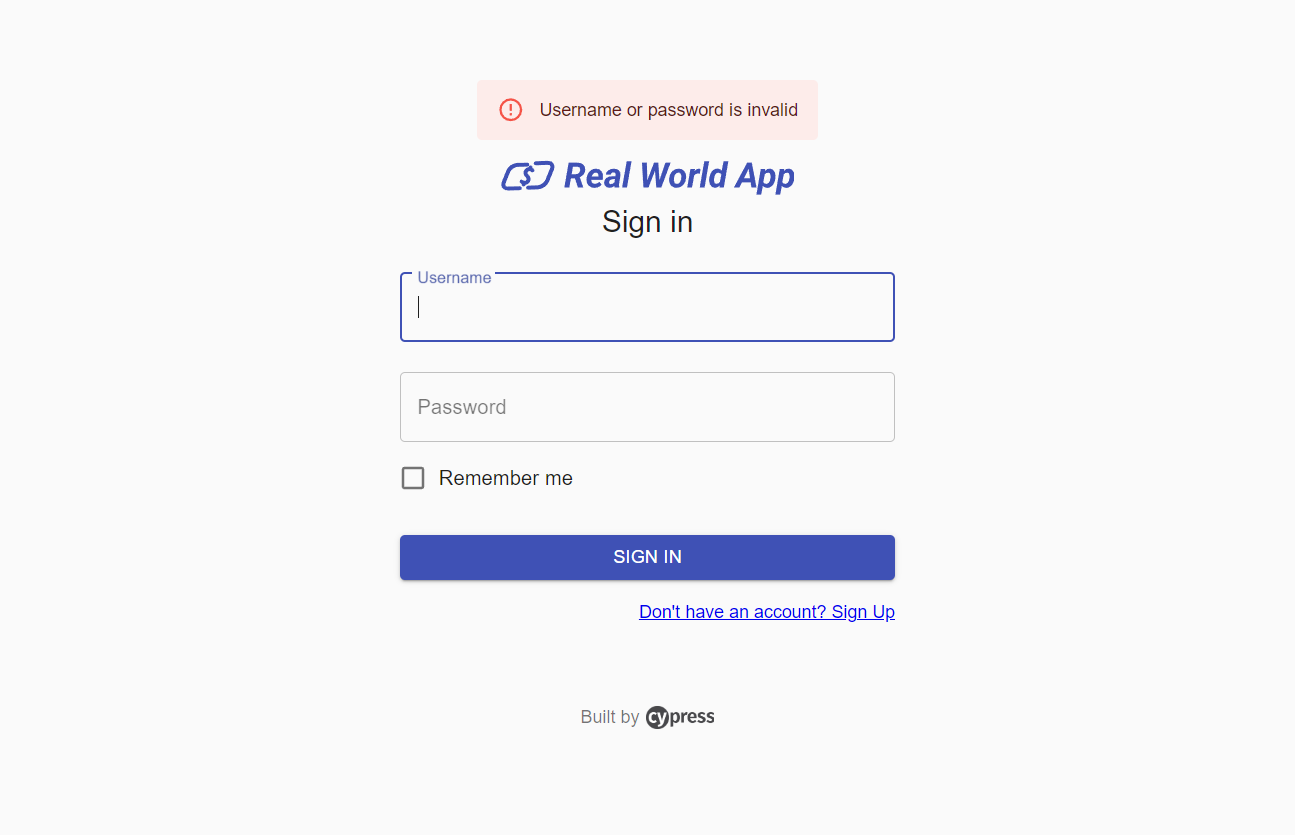 Username or password is invalid
Real World App
Sign in
Username
Password
Remember me
SIGN IN
Don't have an account? Sign Up
Built by cypress